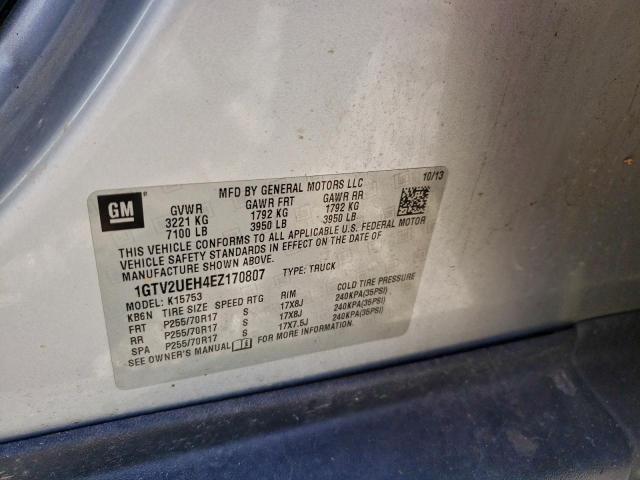 GM
MFD BY GENERAL MOTORS LLC 10/13
GVWR GAWR FRT GAWR RR
3221 KG 1792 KG 1792 KG
7100 LB 3950 LB 3950 LB
THIS VEHICLE CONFORMS TO ALL APPLICABLE U.S. FEDERAL MOTOR
VEHICLE SAFETY STANDARDS IN EFFECT ON THE DATE OF
MANUFACTURE SHOWN ABOVE.
1GTV2UEH4EZ170807 TYPE: TRUCK
MODEL: K15753
KB6N TIRE SIZE SPEED RTG RIM COLD TIRE PRESSURE
FRT P255/70R17 S 17X8J 240KPA(35PSI)
RR P255/70R17 S 17X8J 240KPA(35PSI)
SPA P255/70R17 S 17X7.5J 240KPA(35PSI)
SEE OWNER'S MANUAL FOR MORE INFORMATION.